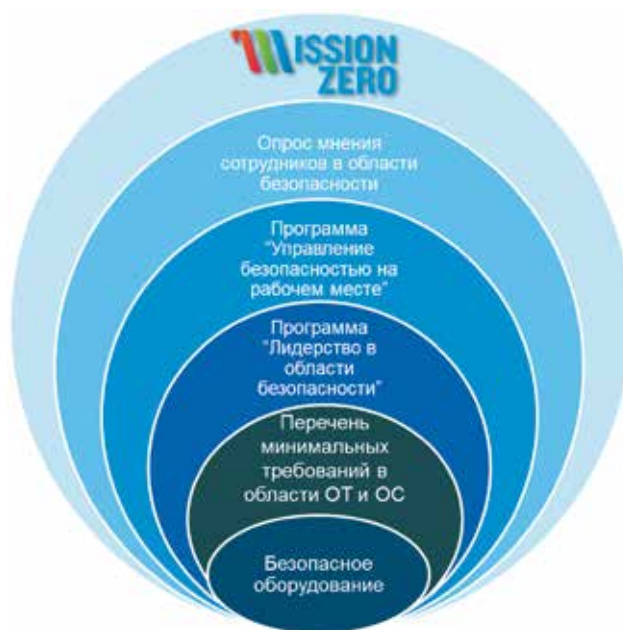 MISSION
ZERO
Опрос мнения
сотрудников в области
безопасности
Программа
"Управление
безопасностью на
рабочем месте"
Программа
"Лидерство в
области
безопасности"
Перечень
минимальных
требований в
области ОТ и ОС
Безопасное
оборудование